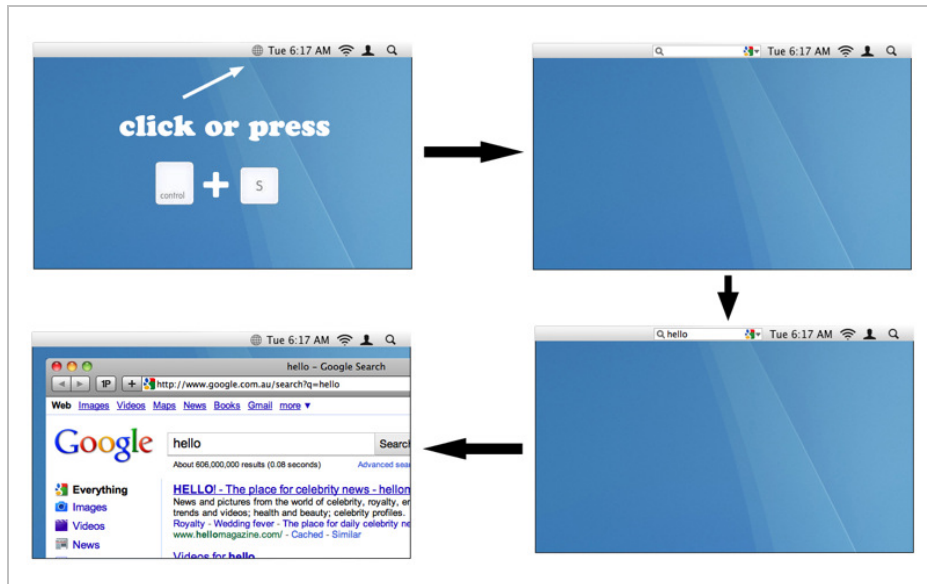 Tue 6:17 AM
click or press
control + S
Tue 6:17 AM
hello Tue 6:17 AM
Tue 6:17 AM
hello – Google Search
1P + http://www.google.com.au/search?q=hello
Web Images Videos Maps News Books Gmail more ▼
Google hello Search
About 606,000,000 results (0.08 seconds) Advanced sea
Everything
Images
Videos
News
HELLO! - The place for celebrity news - hellom
News and pictures from the world of celebrity, royalty, en
trends and videos; health and beauty; celebrity profiles.
Royalty - Wedding fever - The place for daily celebrity ne
www.hellomagazine.com/ - Cached - Similar
Videos for hello